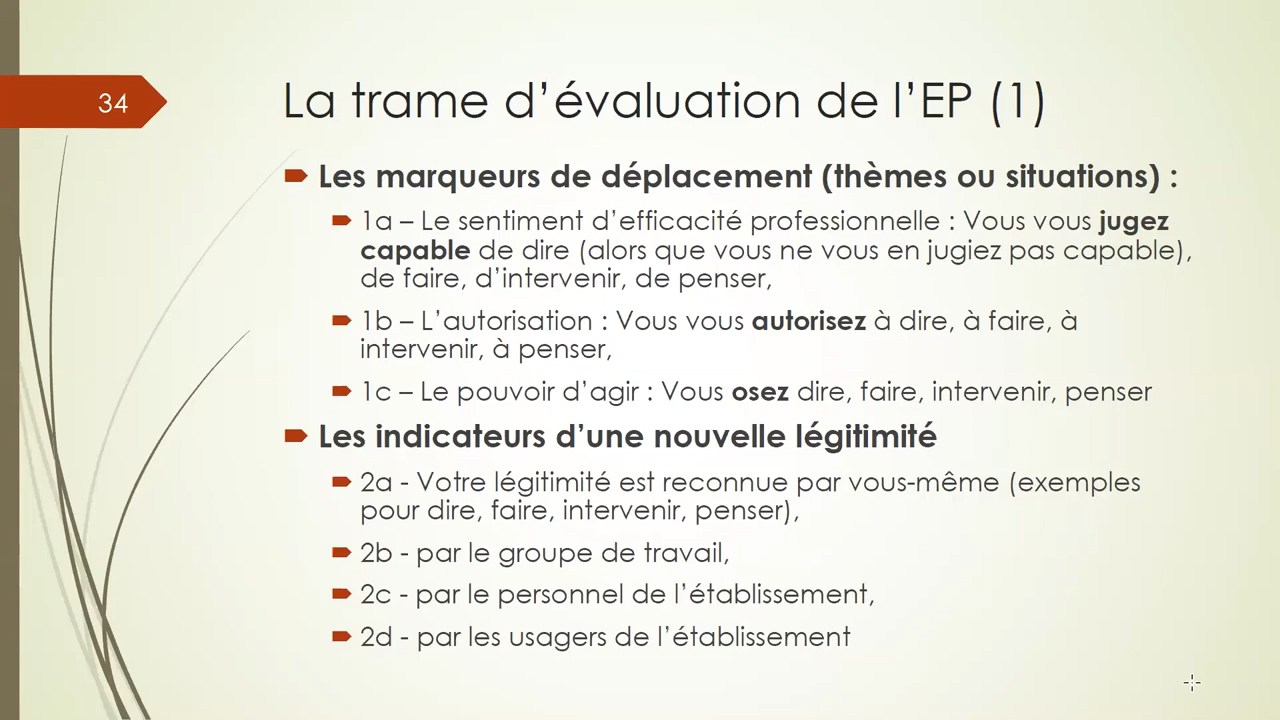 34
La trame d’évaluation de l’EP (1)
Les marqueurs de déplacement (thèmes ou situations) :
1a – Le sentiment d’efficacité professionnelle : Vous vous jugez
capable de dire (alors que vous ne vous en jugiez pas capable),
de faire, d’intervenir, de penser,
1b – L’autorisation : Vous vous autorisez à dire, à faire, à
intervenir, à penser,
1c – Le pouvoir d’agir : Vous osez dire, faire, intervenir, penser
Les indicateurs d’une nouvelle légitimité
2a - Votre légitimité est reconnue par vous-même (exemples
pour dire, faire, intervenir, penser),
2b - par le groupe de travail,
2c - par le personnel de l’établissement,
2d - par les usagers de l’établissement